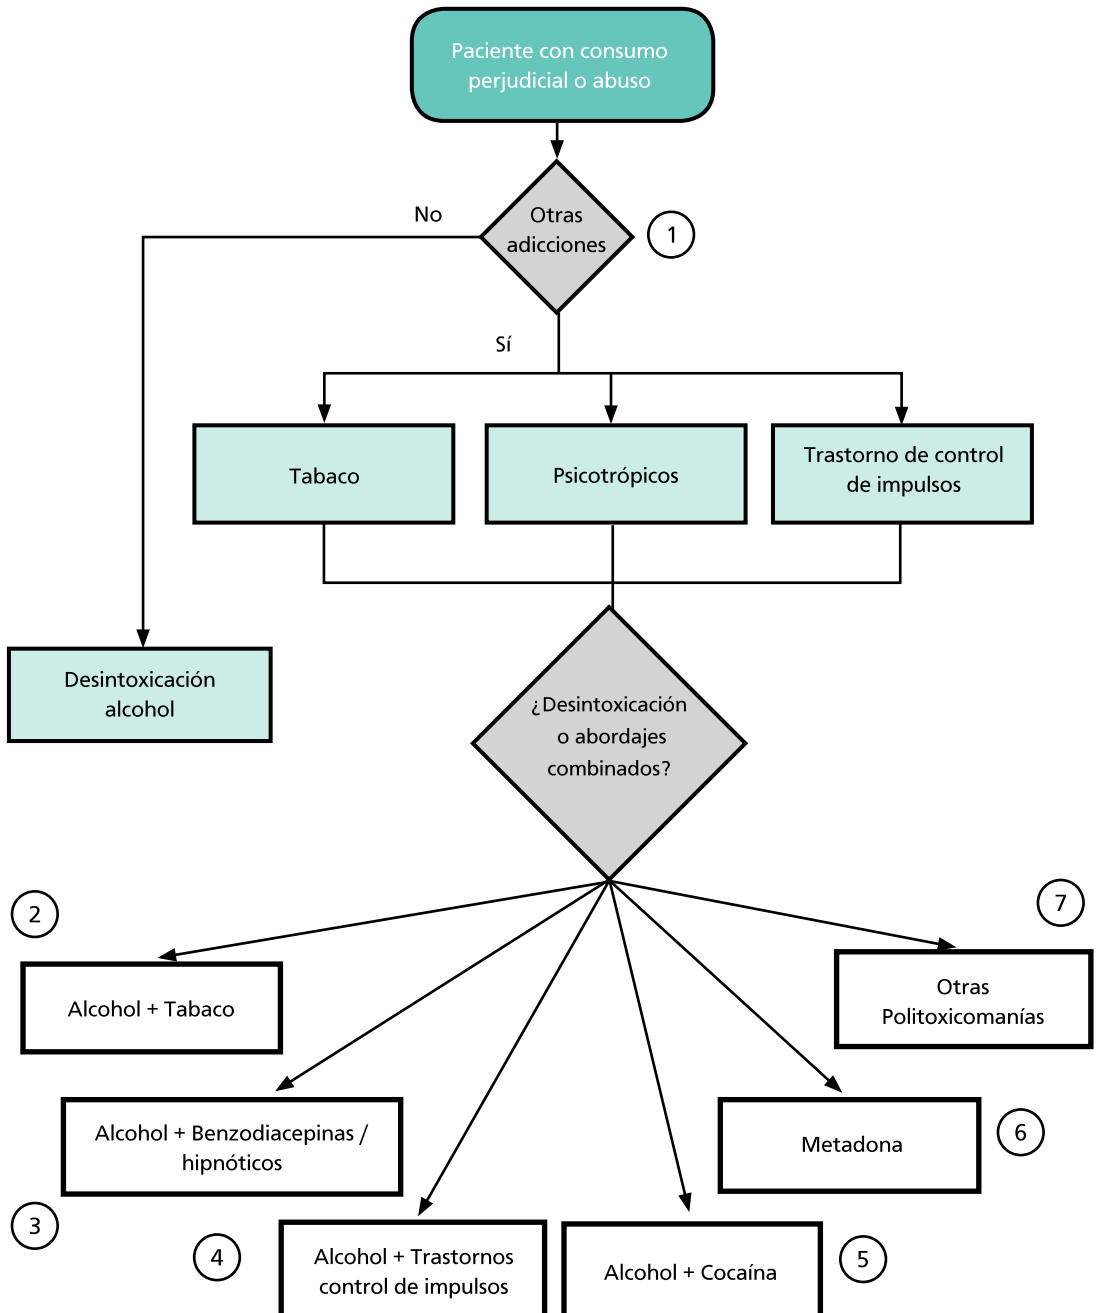 Paciente con consumo
perjudicial o abuso
Otras
adicciones
1
No
Sí
Tabaco
Psicotrópicos
Trastorno de control
de impulsos
Desintoxicación
alcohol
¿Desintoxicación
o abordajes
combinados?
2
Alcohol + Tabaco
7
Otras
Politoxicomanías
Alcohol + Benzodiacepinas /
hipnóticos
3
Metadona
6
4
Alcohol + Trastornos
control de impulsos
Alcohol + Cocaína
5